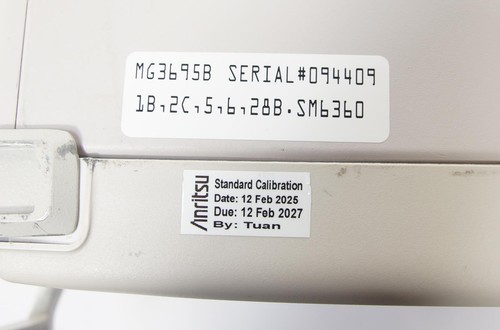 MG3695B SERIAL#094409
1B,2C,5,6,28B.SM6360
Anritsu
Standard Calibration
Date: 12 Feb 2025
Due: 12 Feb 2027
By: Tuan